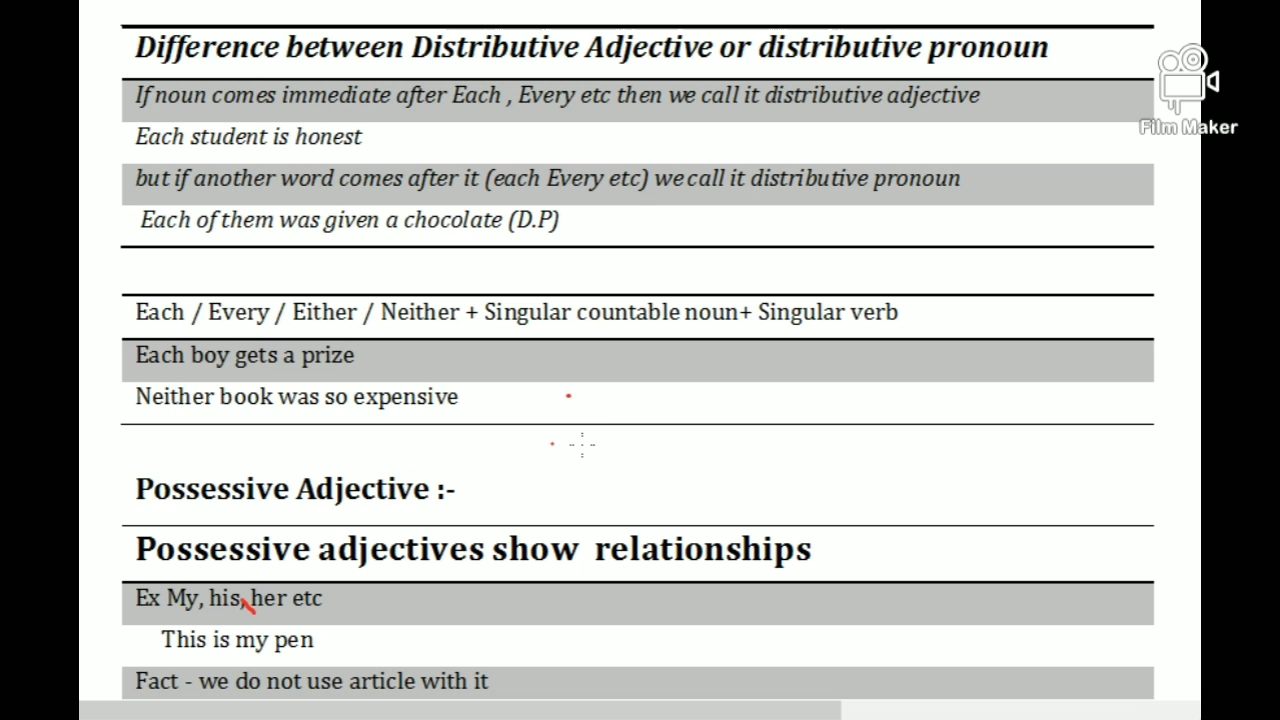 Difference between Distributive Adjective or distributive pronoun
If noun comes immediate after Each , Every etc then we call it distributive adjective
Each student is honest
but if another word comes after it (each Every etc) we call it distributive pronoun
Each of them was given a chocolate (D.P)
Each / Every / Either / Neither + Singular countable noun+ Singular verb
Each boy gets a prize
Neither book was so expensive
Possessive Adjective :-
Possessive adjectives show relationships
Ex My, his, her etc
This is my pen
Fact - we do not use article with it
Film Maker